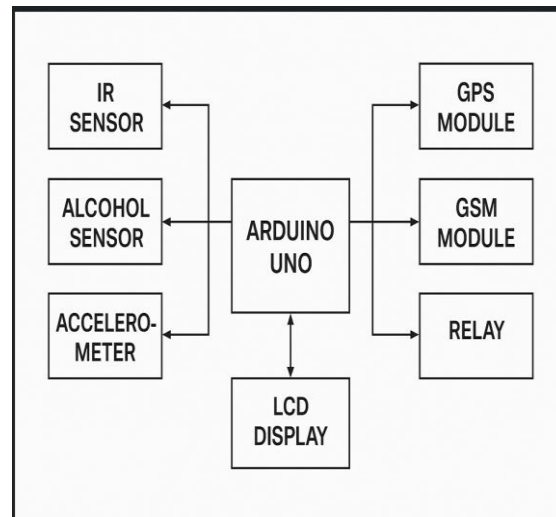 IR
SENSOR
ALCOHOL
SENSOR
ACCELERO-
METER
ARDUINO
UNO
LCD
DISPLAY
GPS
MODULE
GSM
MODULE
RELAY